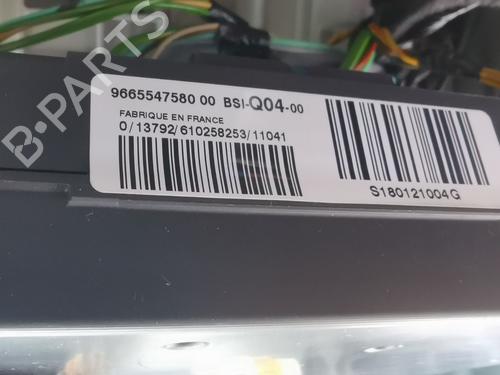 B-PARTS
9665547580 00 BSI-Q04-00
FABRIQUE EN FRANCE
0/13792/610258253/11041
S180121004G